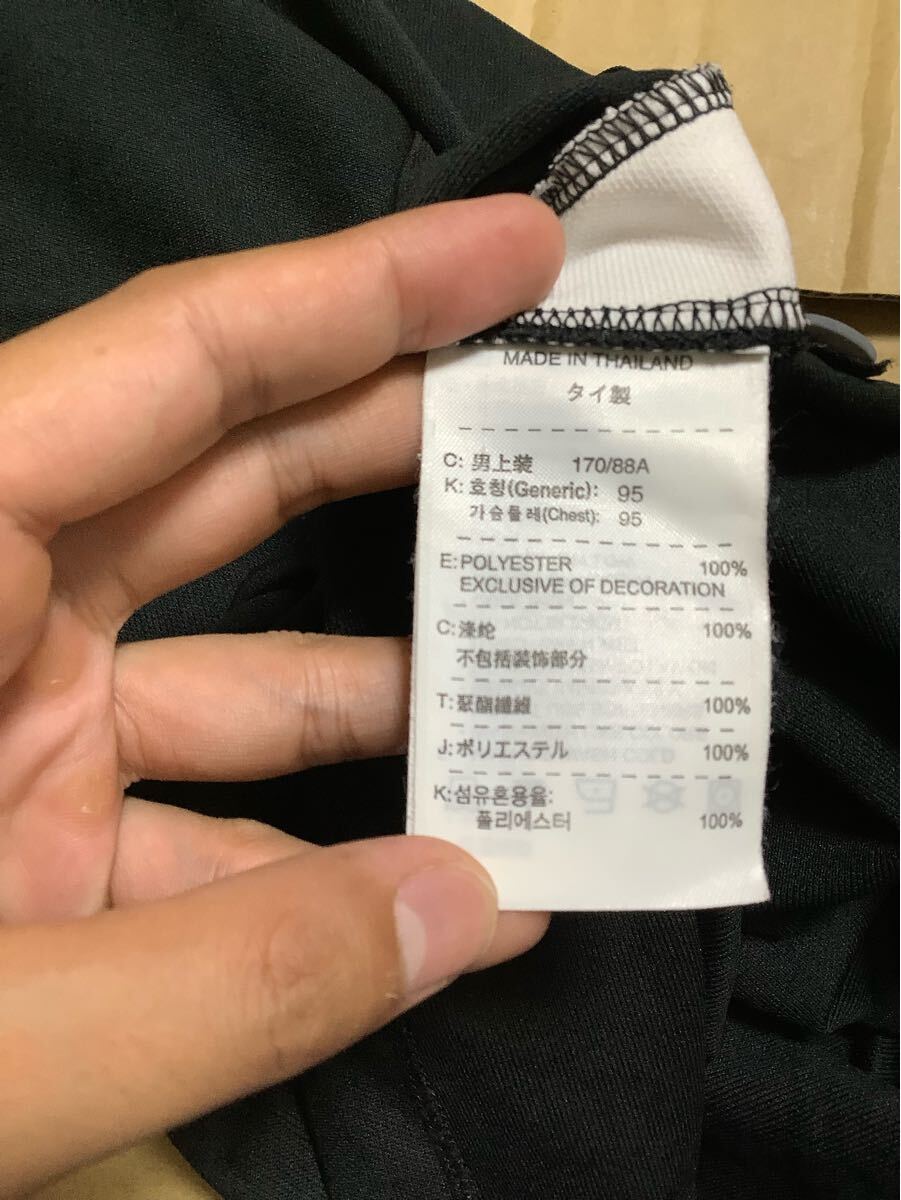 MADE IN THAILAND
タイ製
C: 男上装 170/88A
K: 호칭(Generic): 95
가슴둘레(Chest): 95
E: POLYESTER 100%
EXCLUSIVE OF DECORATION
C: 涤纶 100%
不包括装饰部分
T: 聚酯纖維 100%
J: ポリエステル 100%
K: 섬유혼용율:
폴리에스터 100%